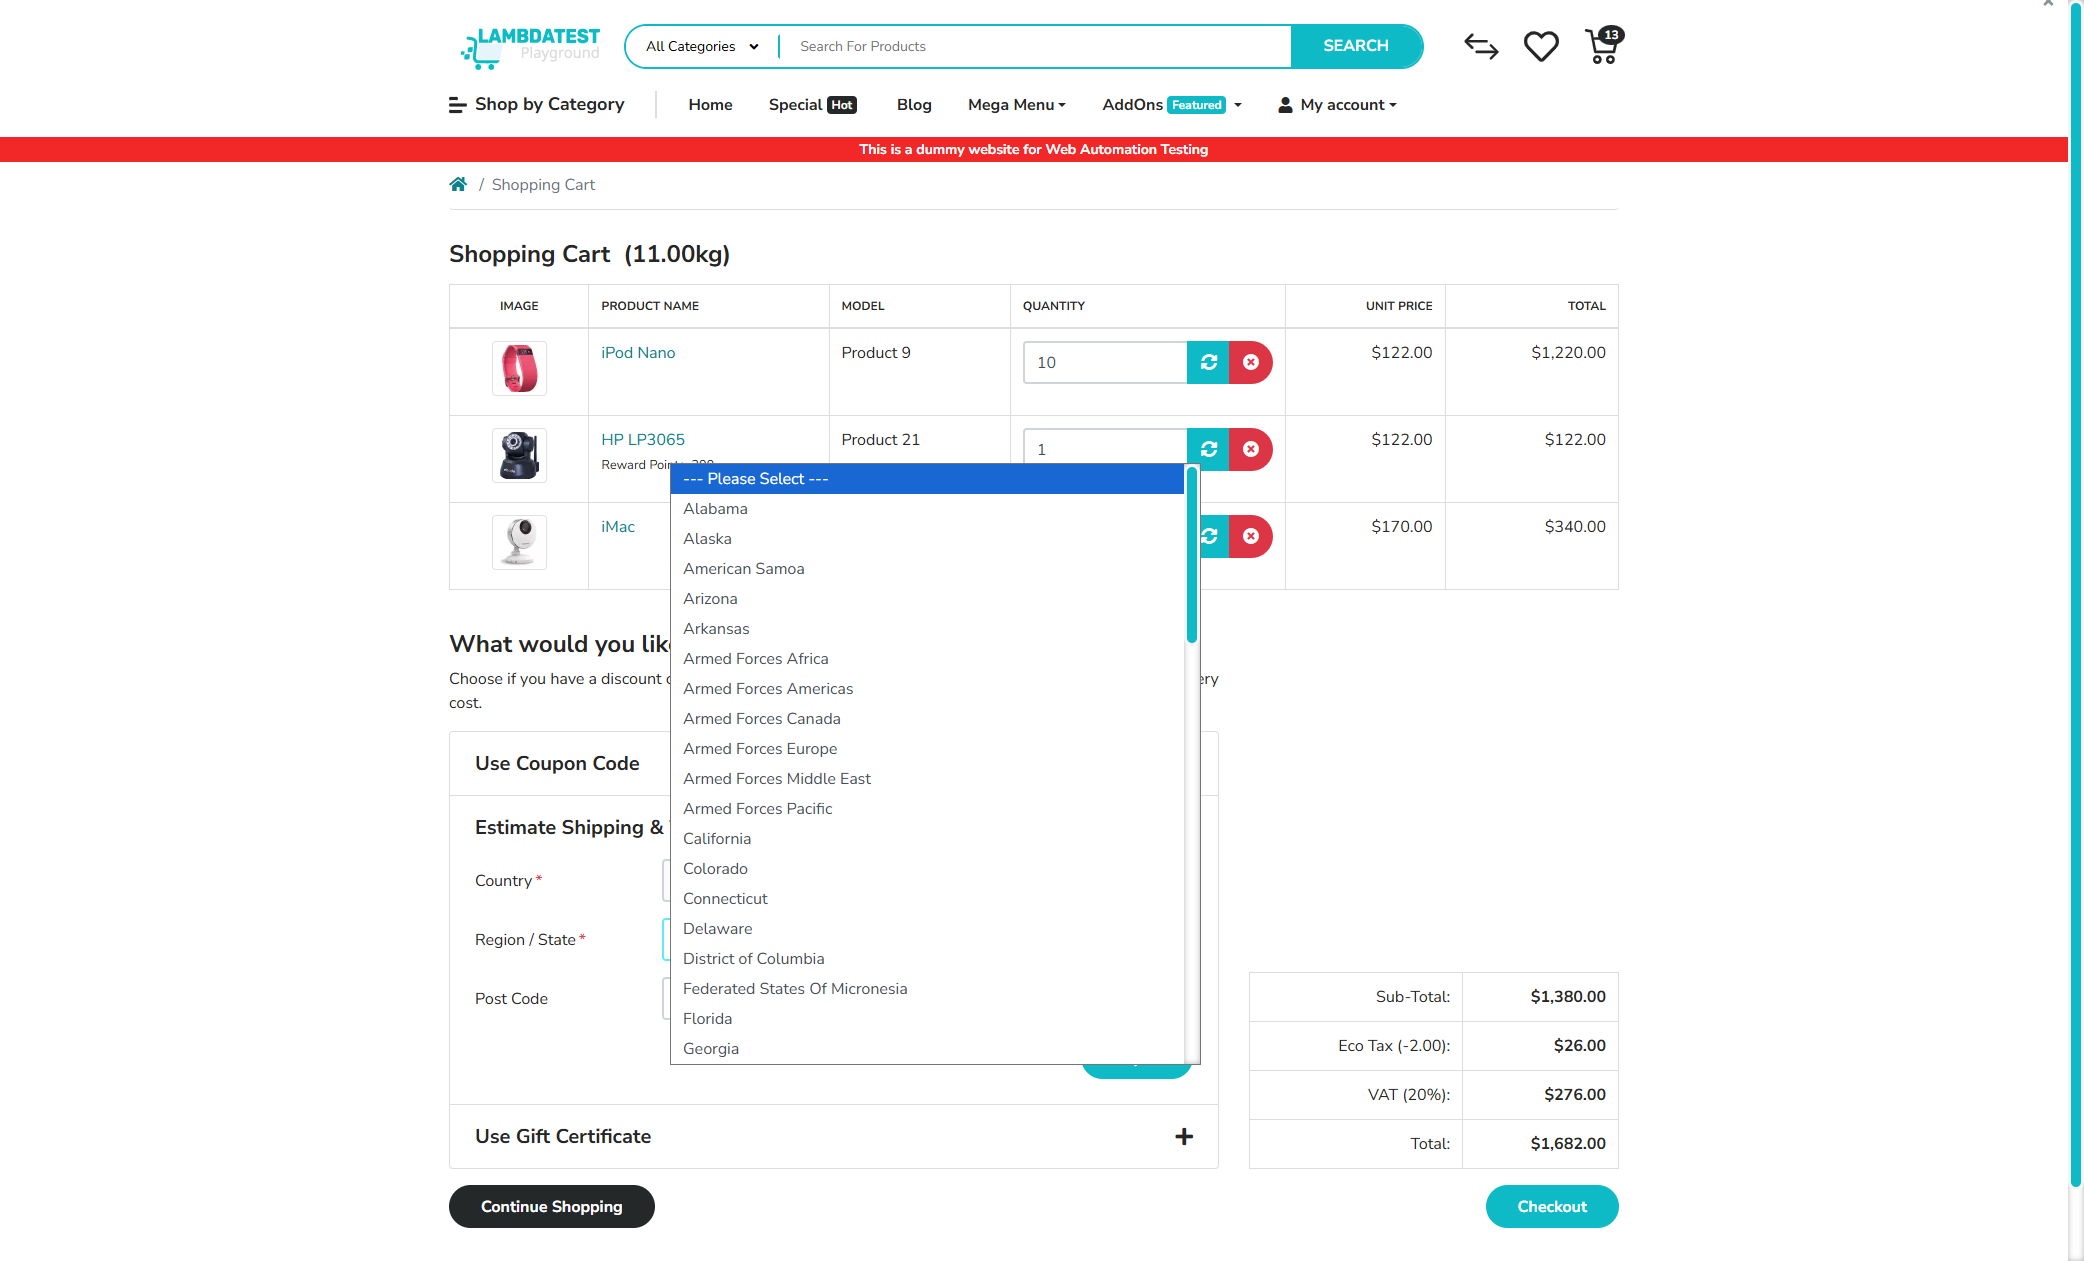 LAMBDATEST
Playground
All Categories
Search For Products
SEARCH
13
Shop by Category
Home
Special Hot
Blog
Mega Menu
AddOns Featured
My account
This is a dummy website for Web Automation Testing
/ Shopping Cart
Shopping Cart (11.00kg)
IMAGE PRODUCT NAME MODEL QUANTITY UNIT PRICE TOTAL
iPod Nano Product 9 10 $122.00 $1,220.00
HP LP3065 Product 21 1 $122.00 $122.00
Reward
iMac $170.00 $340.00
--- Please Select ---
Alabama
Alaska
American Samoa
Arizona
Arkansas
Armed Forces Africa
Armed Forces Americas
Armed Forces Canada
Armed Forces Europe
Armed Forces Middle East
Armed Forces Pacific
California
Colorado
Connecticut
Delaware
District of Columbia
Federated States Of Micronesia
Florida
Georgia
What would you
Choose if you have a discount
cost.
Use Coupon Code
Estimate Shipping &
Country *
Region / State *
Post Code
Use Gift Certificate
Sub-Total: $1,380.00
Eco Tax (-2.00): $26.00
VAT (20%): $276.00
Total: $1,682.00
Continue Shopping
Checkout